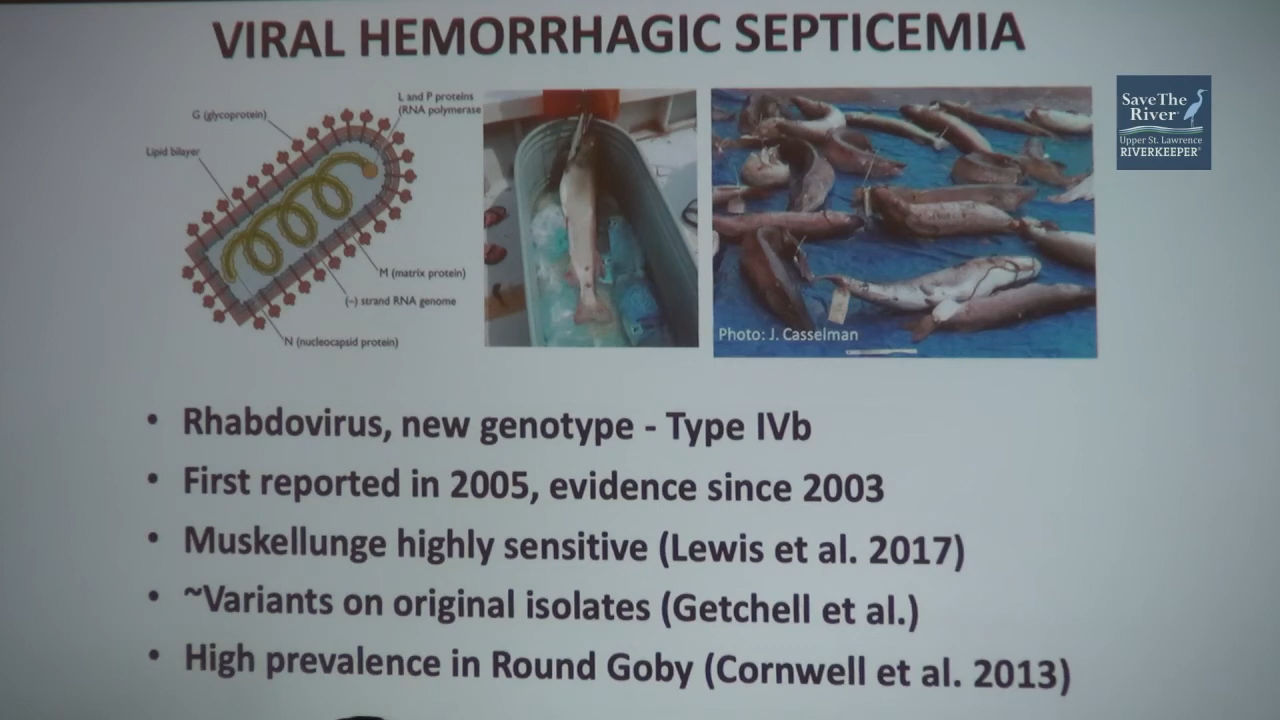 VIRAL HEMORRHAGIC SEPTICEMIA
L and P proteins
(RNA polymerase
G (glycoprotein)
Lipid bilayer
M (matrix protein)
(-) strand RNA genome
N (nucleocapsid protein)
Photo: J. Casselman
Save The
River
Upper St. Lawrence
RIVERKEEPER®
• Rhabdovirus, new genotype - Type IVb
• First reported in 2005, evidence since 2003
• Muskellunge highly sensitive (Lewis et al. 2017)
• ~Variants on original isolates (Getchell et al.)
• High prevalence in Round Goby (Cornwell et al. 2013)